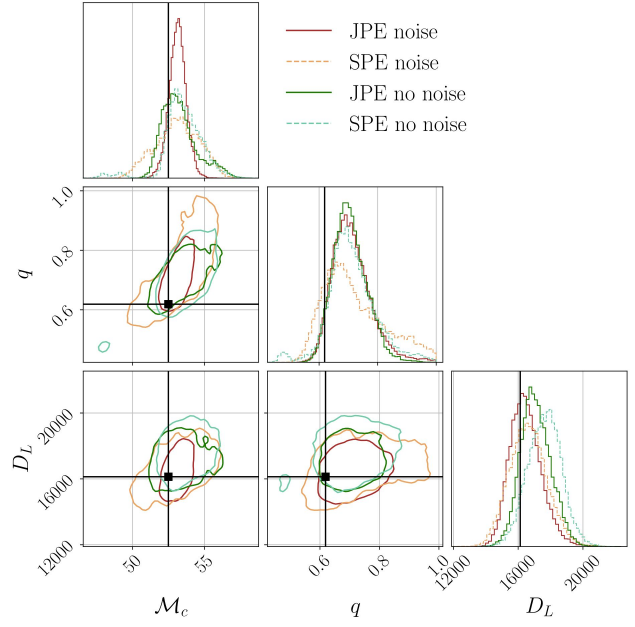 JPE noise
SPE noise
JPE no noise
SPE no noise
1.0
0.8
0.6
q
20000
16000
12000
D_L
50
55
0.6
0.8
1.0
12000
16000
20000
M_c
q
D_L